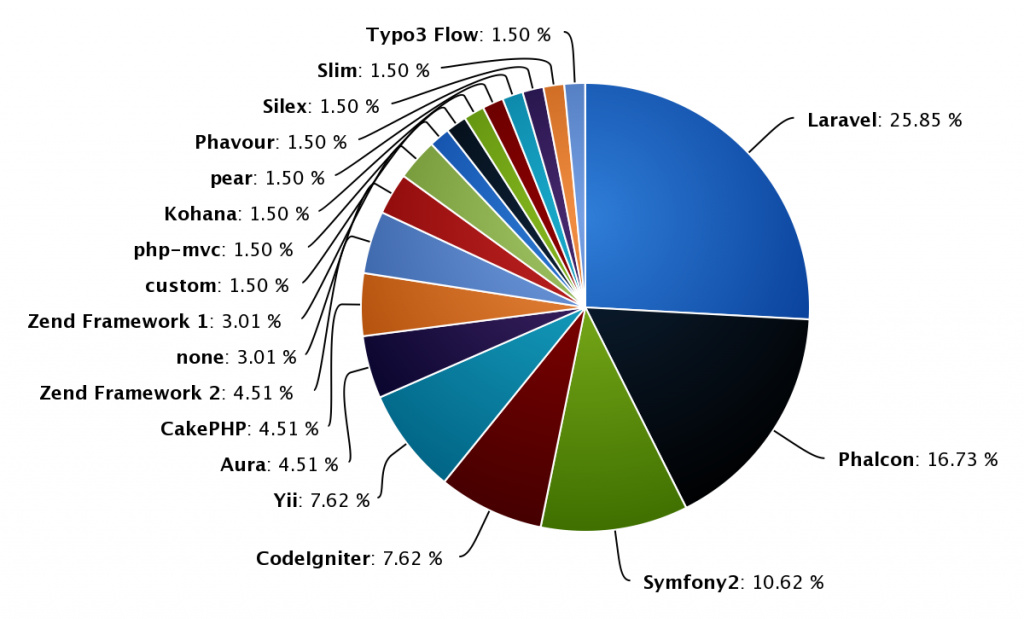 Typo3 Flow: 1.50 %
Slim: 1.50 %
Silex: 1.50 %
Laravel: 25.85 %
Phavour: 1.50 %
pear: 1.50 %
Kohana: 1.50 %
php-mvc: 1.50 %
custom: 1.50 %
Zend Framework 1: 3.01 %
none: 3.01 %
Zend Framework 2: 4.51 %
CakePHP: 4.51 %
Phalcon: 16.73 %
Aura: 4.51 %
Yii: 7.62 %
CodeIgniter: 7.62 %
Symfony2: 10.62 %